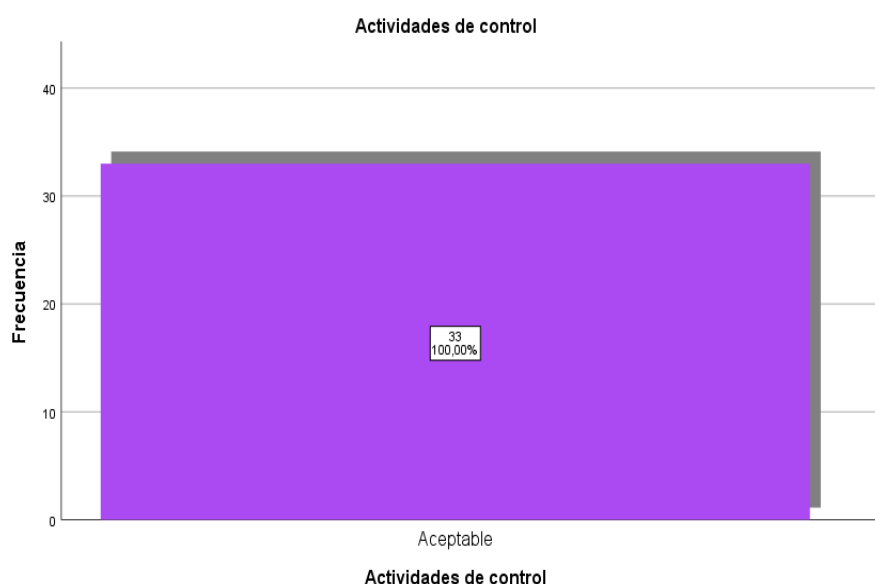 Actividades de control
Frecuencia
40
30
20
10
0
33
100,00%
Aceptable
Actividades de control